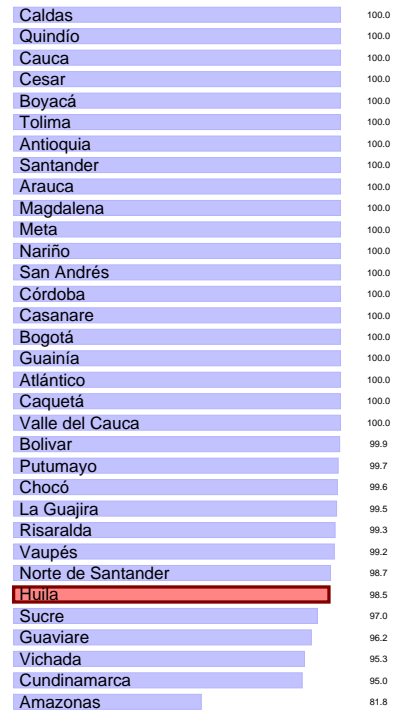 Caldas 100.0
Quindío 100.0
Cauca 100.0
Cesar 100.0
Boyacá 100.0
Tolima 100.0
Antioquia 100.0
Santander 100.0
Arauca 100.0
Magdalena 100.0
Meta 100.0
Nariño 100.0
San Andrés 100.0
Córdoba 100.0
Casanare 100.0
Bogotá 100.0
Guainía 100.0
Atlántico 100.0
Caquetá 100.0
Valle del Cauca 100.0
Bolivar 99.9
Putumayo 99.7
Chocó 99.6
La Guajira 99.5
Risaralda 99.3
Vaupés 99.2
Norte de Santander 98.7
Huila 98.5
Sucre 97.0
Guaviare 96.2
Vichada 95.3
Cundinamarca 95.0
Amazonas 81.8